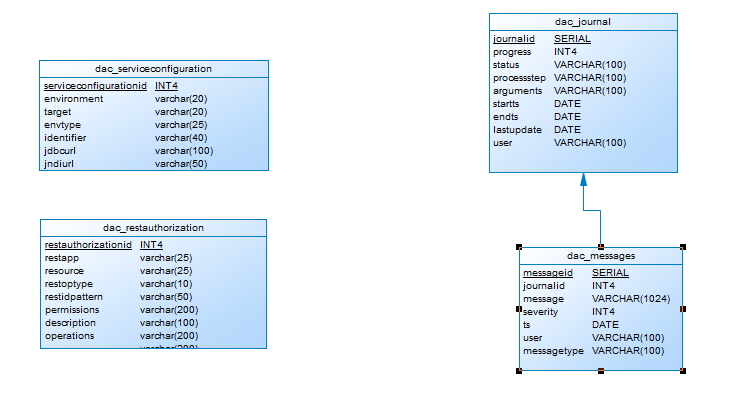 dac_serviceconfiguration
serviceconfigurationid INT4
environment varchar(20)
target varchar(20)
envtype varchar(25)
identifier varchar(40)
jdbcurl varchar(100)
jndiurl varchar(50)
dac_journal
journalid SERIAL
progress INT4
status VARCHAR(100)
processstep VARCHAR(100)
arguments VARCHAR(100)
startts DATE
endts DATE
lastupdate DATE
user VARCHAR(100)
dac_restauthorization
restauthorizationid INT4
restapp varchar(25)
resource varchar(25)
restoptype varchar(10)
restidpattern varchar(50)
permissions varchar(200)
description varchar(100)
operations varchar(200)
dac_messages
messageid SERIAL
journalid INT4
message VARCHAR(1024)
severity INT4
ts DATE
user VARCHAR(100)
messagetype VARCHAR(100)